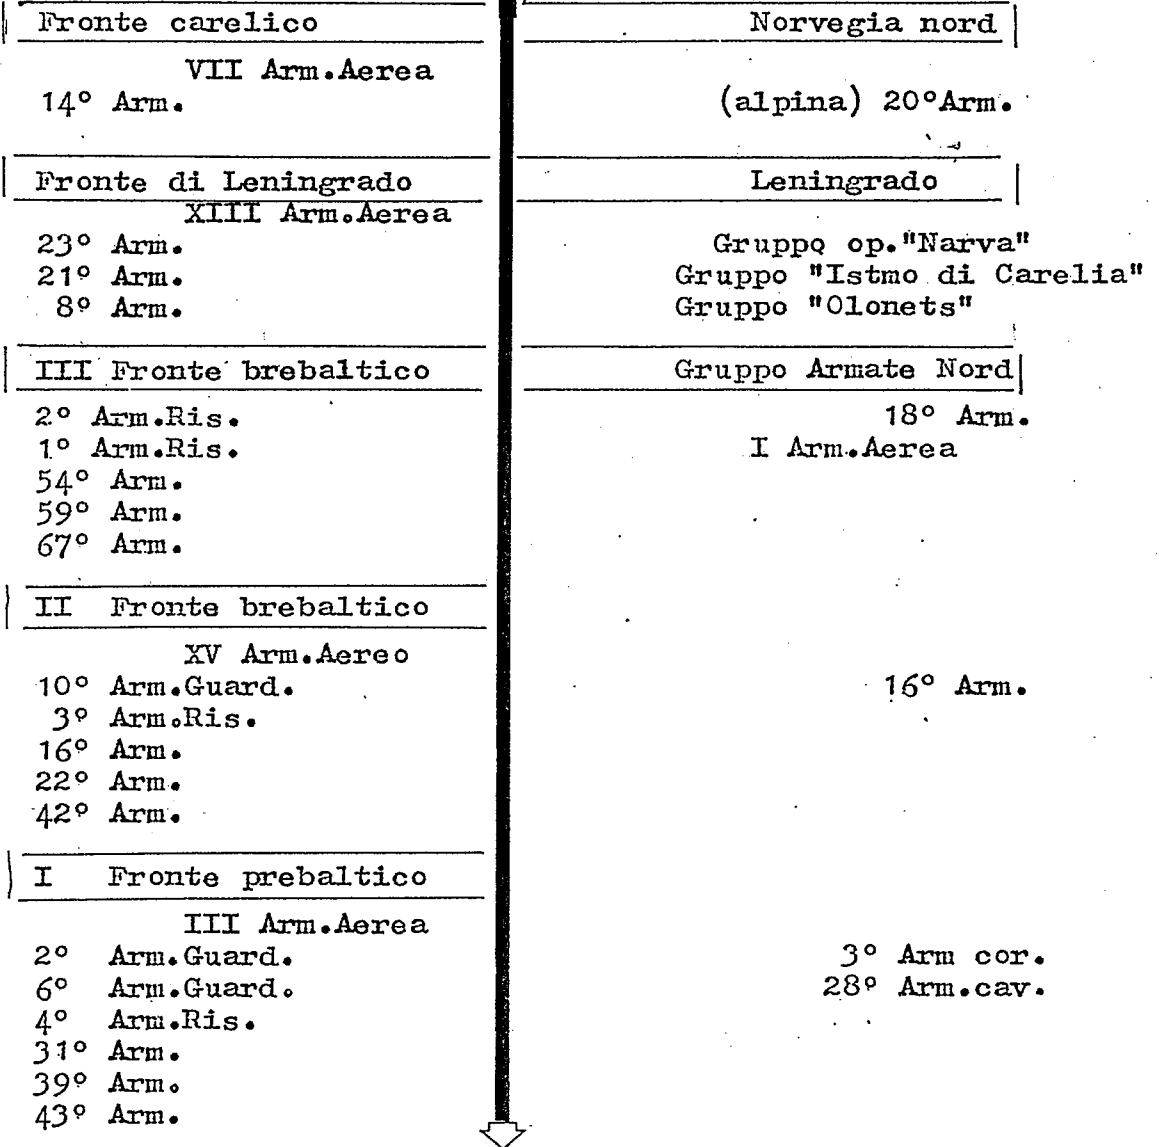 Fronte carelico
VII Arm.Aerea
14° Arm.
Norvegia nord
(alpina) 20°Arm.
Fronte di Leningrado
XIII Arm.Aerea
23° Arm.
21° Arm.
8° Arm.
Leningrado
Gruppo op."Narva"
Gruppo "Istmo di Carelia"
Gruppo "Olonets"
III Fronte brebaltico
2° Arm.Ris.
1° Arm.Ris.
54° Arm.
59° Arm.
67° Arm.
Gruppo Armate Nord
18° Arm.
I Arm.Aerea
II Fronte brebaltico
XV Arm.Aereo
10° Arm.Guard.
3° Arm.Ris.
16° Arm.
22° Arm.
42° Arm.
16° Arm.
I Fronte prebaltico
III Arm.Aerea
2° Arm.Guard.
6° Arm.Guard.
4° Arm.Ris.
31° Arm.
39° Arm.
43° Arm.
3° Arm cor.
28° Arm.cav.